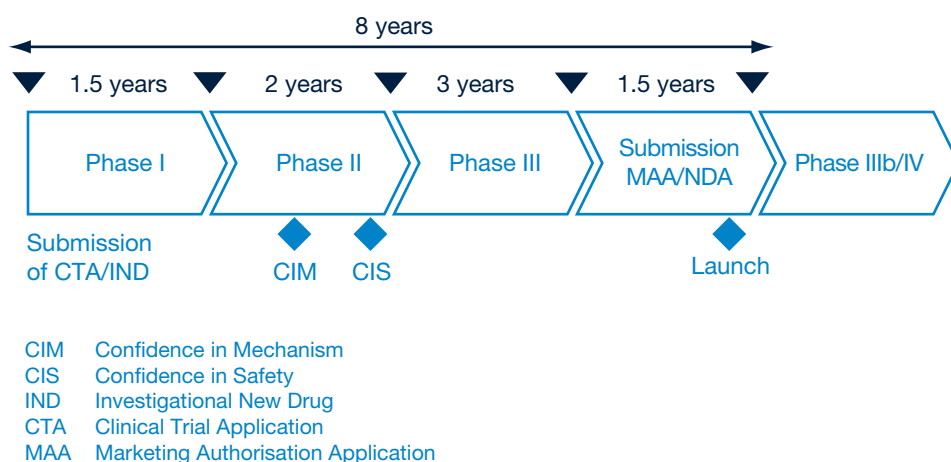 8 years
1.5 years 2 years 3 years 1.5 years
Phase I Phase II Phase III Submission MAA/NDA Phase IIIb/IV
Submission
of CTA/IND
CIM CIS Launch
CIM Confidence in Mechanism
CIS Confidence in Safety
IND Investigational New Drug
CTA Clinical Trial Application
MAA Marketing Authorisation Application